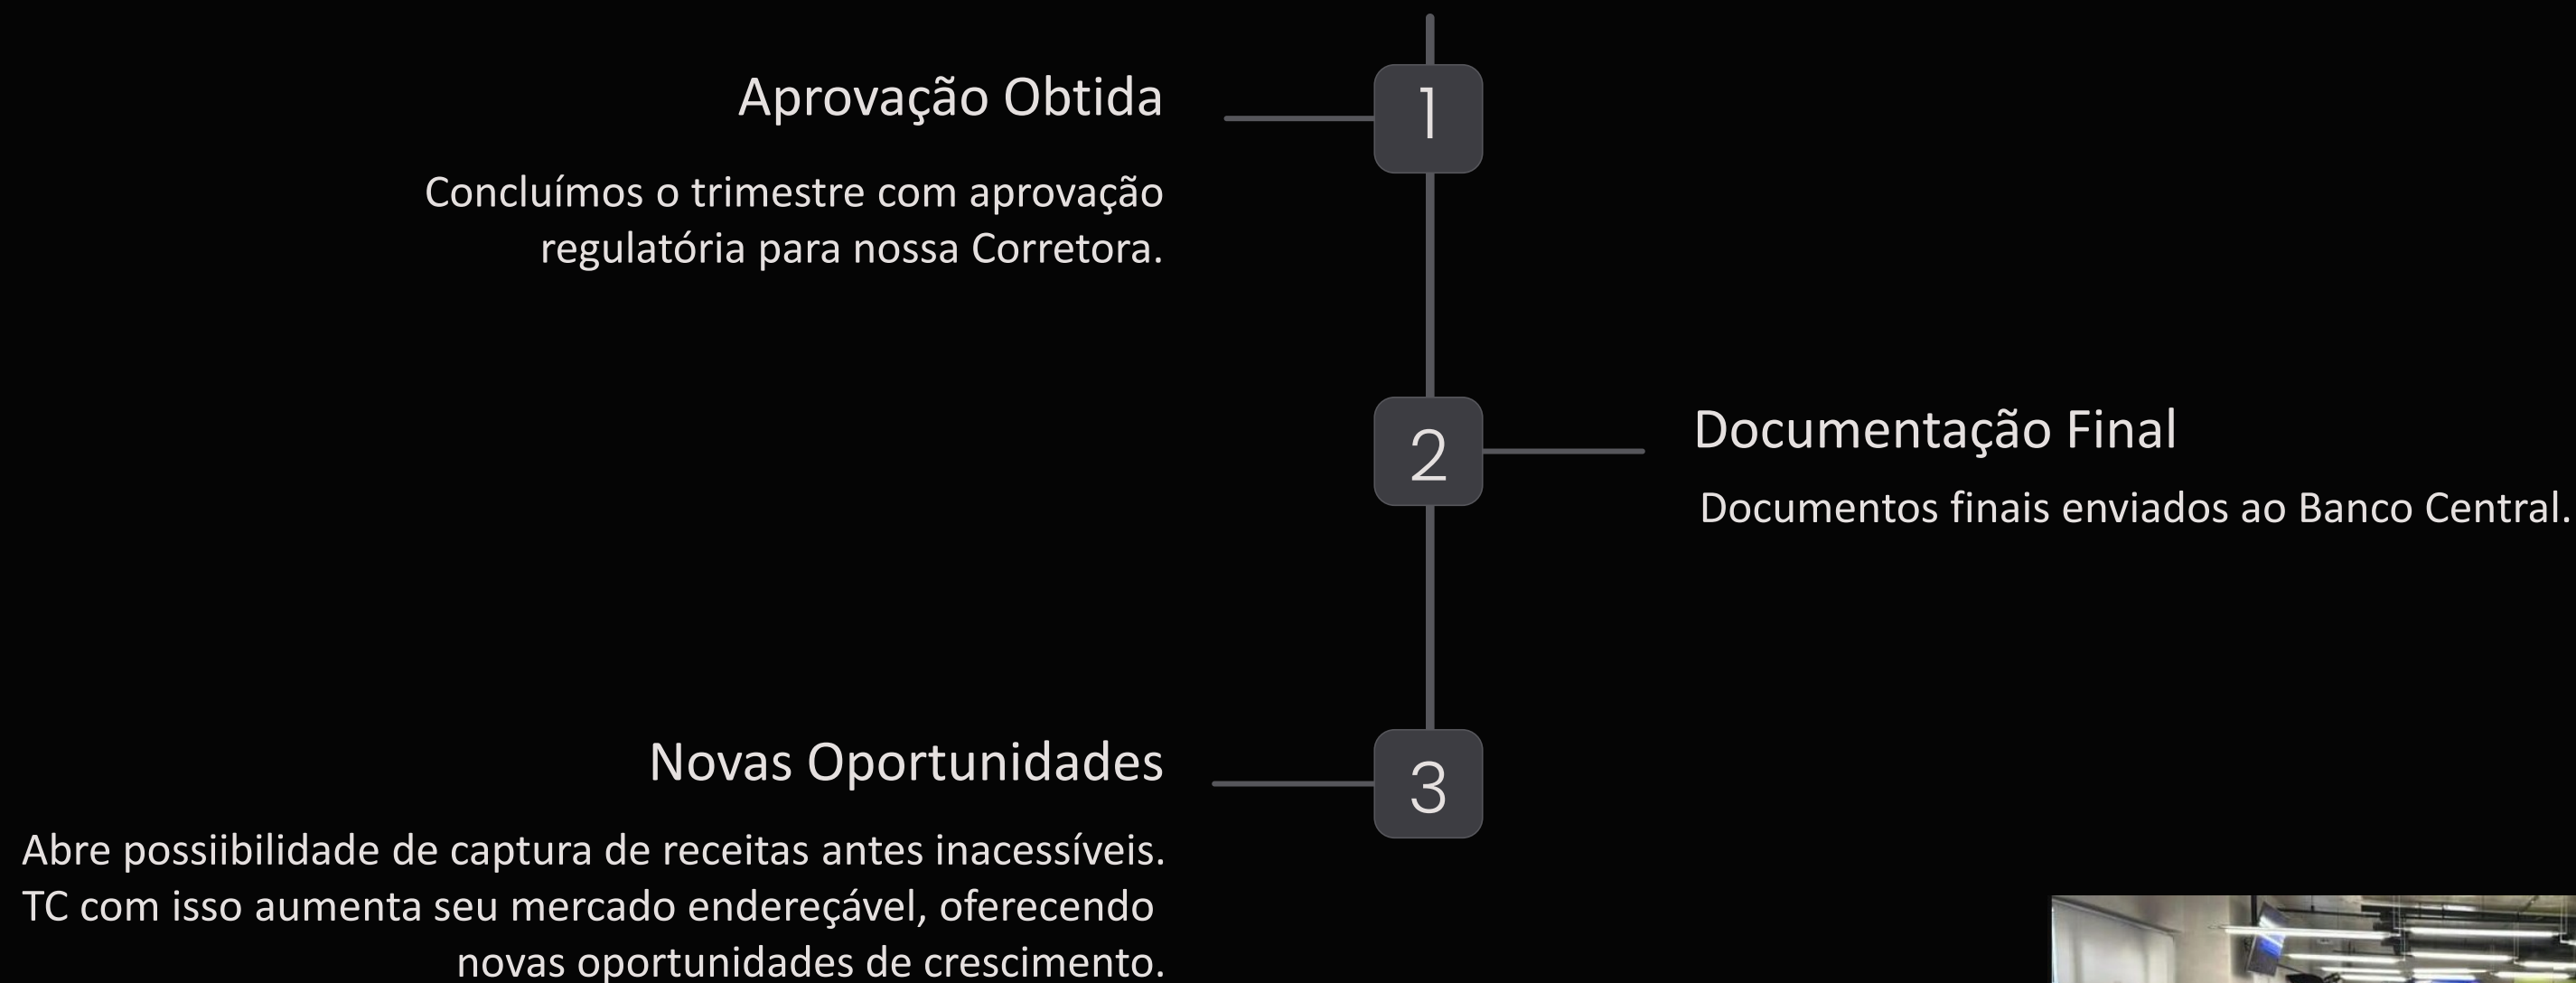 1
Aprovação Obtida
Concluímos o trimestre com aprovação
regulatória para nossa Corretora.
2
Documentação Final
Documentos finais enviados ao Banco Central.
3
Novas Oportunidades
Abre possiibilidade de captura de receitas antes inacessíveis.
TC com isso aumenta seu mercado endereçável, oferecendo
novas oportunidades de crescimento.